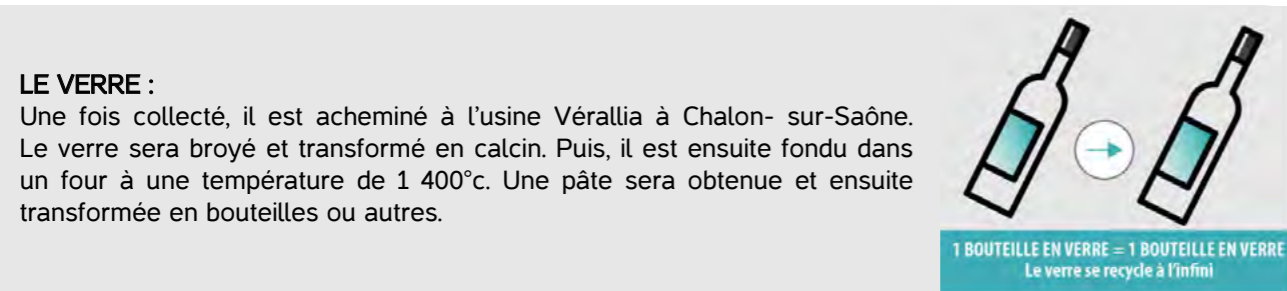 LE VERRE :
Une fois collecté, il est acheminé à l'usine Vérallia à Chalon- sur-Saône.
Le verre sera broyé et transformé en calcin. Puis, il est ensuite fondu dans
un four à une température de 1 400°c. Une pâte sera obtenue et ensuite
transformée en bouteilles ou autres.
1 BOUTEILLE EN VERRE = 1 BOUTEILLE EN VERRE
Le verre se recycle à l'infini